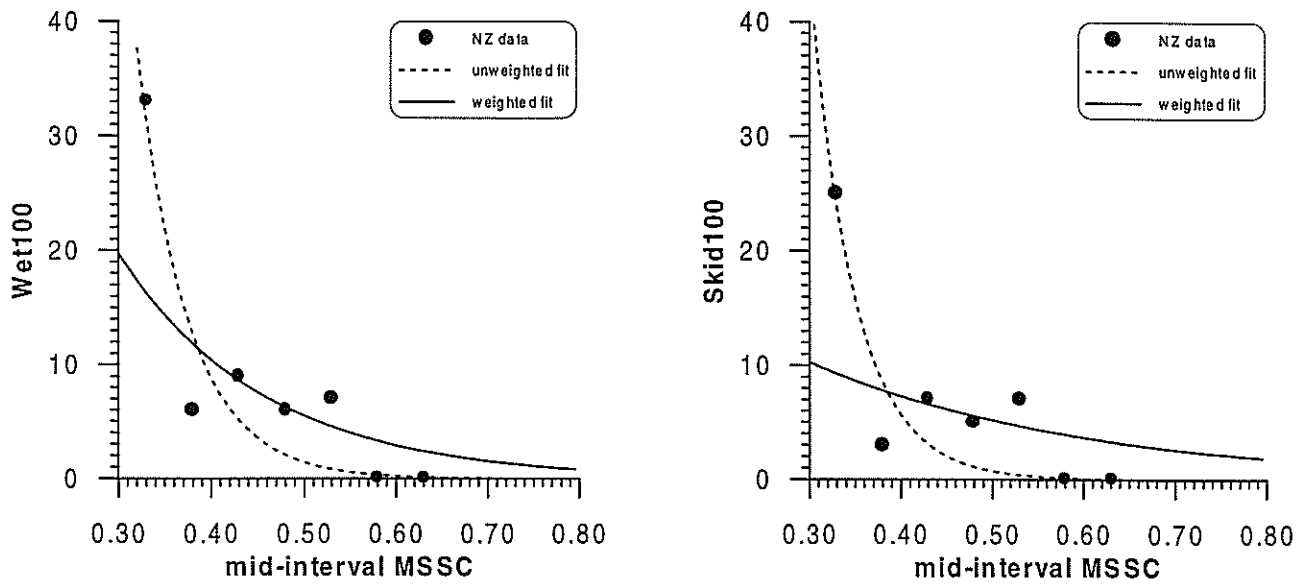 40
30
20
10
0
Wet100
NZ data
unweighted fit
weighted fit
0.30 0.40 0.50 0.60 0.70 0.80
mid-interval MSSC
40
30
20
10
0
Skid100
NZ data
unweighted fit
weighted fit
0.30 0.40 0.50 0.60 0.70 0.80
mid-interval MSSC